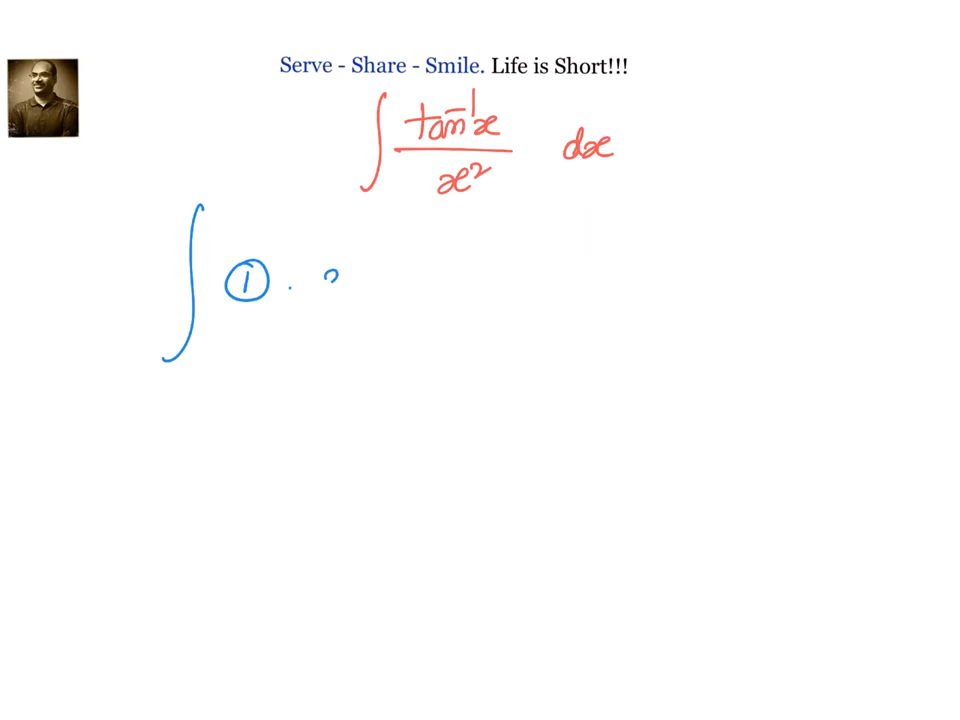 Serve - Share - Smile. Life is Short!!!
∫ tan⁻¹x / x² dx
∫ ① .